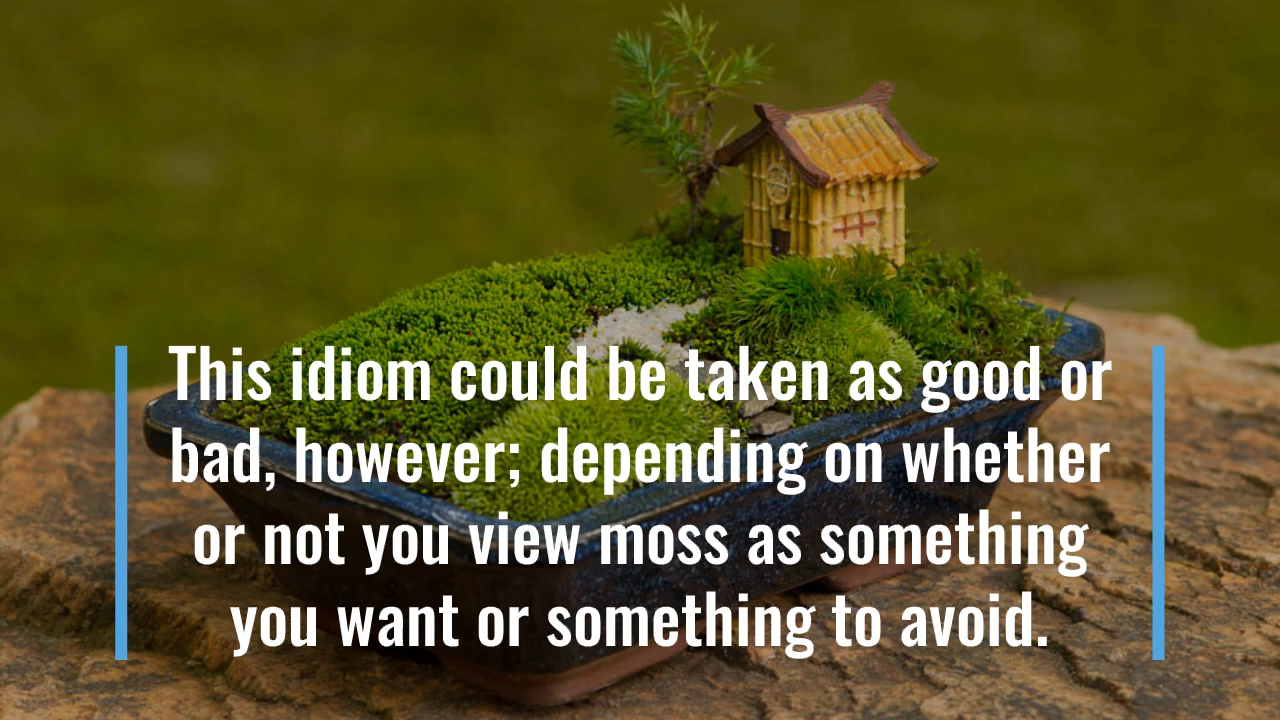 This idiom could be taken as good or
bad, however; depending on whether
or not you view moss as something
you want or something to avoid.